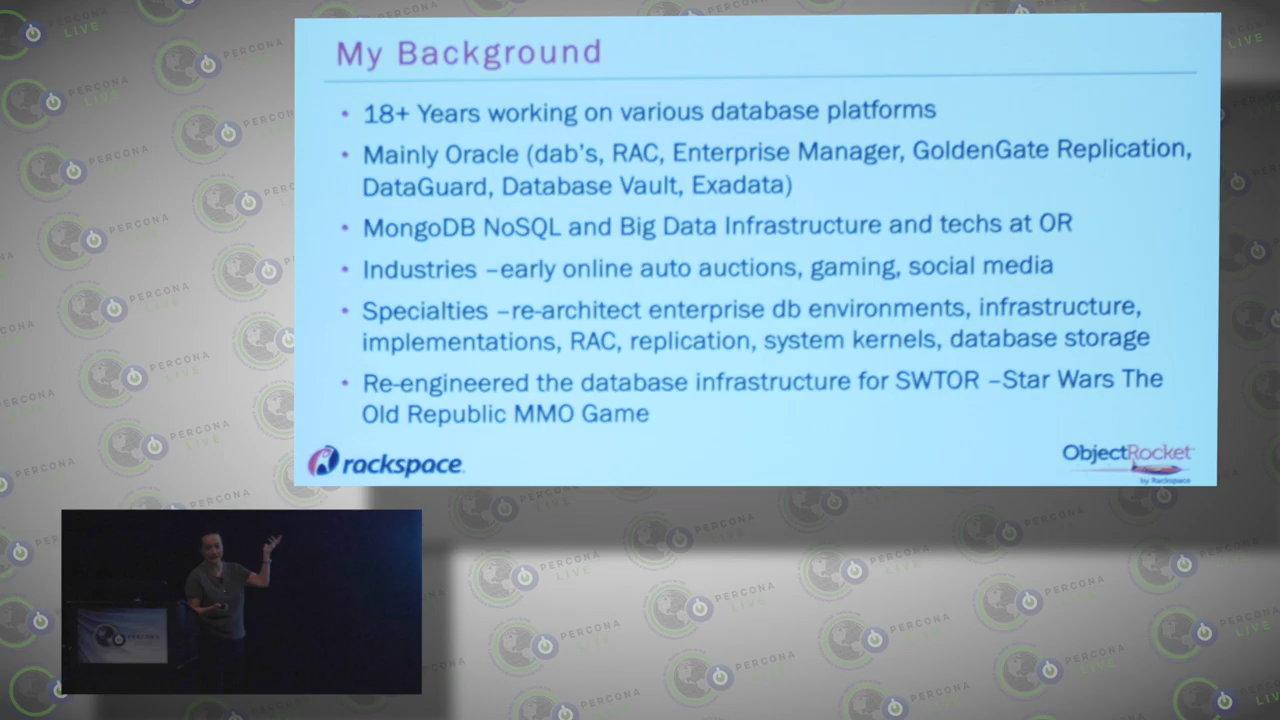 My Background
• 18+ Years working on various database platforms
• Mainly Oracle (dab's, RAC, Enterprise Manager, GoldenGate Replication,
DataGuard, Database Vault, Exadata)
• MongoDB NoSQL and Big Data Infrastructure and techs at OR
• Industries –early online auto auctions, gaming, social media
• Specialties –re-architect enterprise db environments, infrastructure,
implementations, RAC, replication, system kernels, database storage
• Re-engineered the database infrastructure for SWTOR –Star Wars The
Old Republic MMO Game
rackspace
ObjectRocket
by Rackspace
PERCONA
LIVE